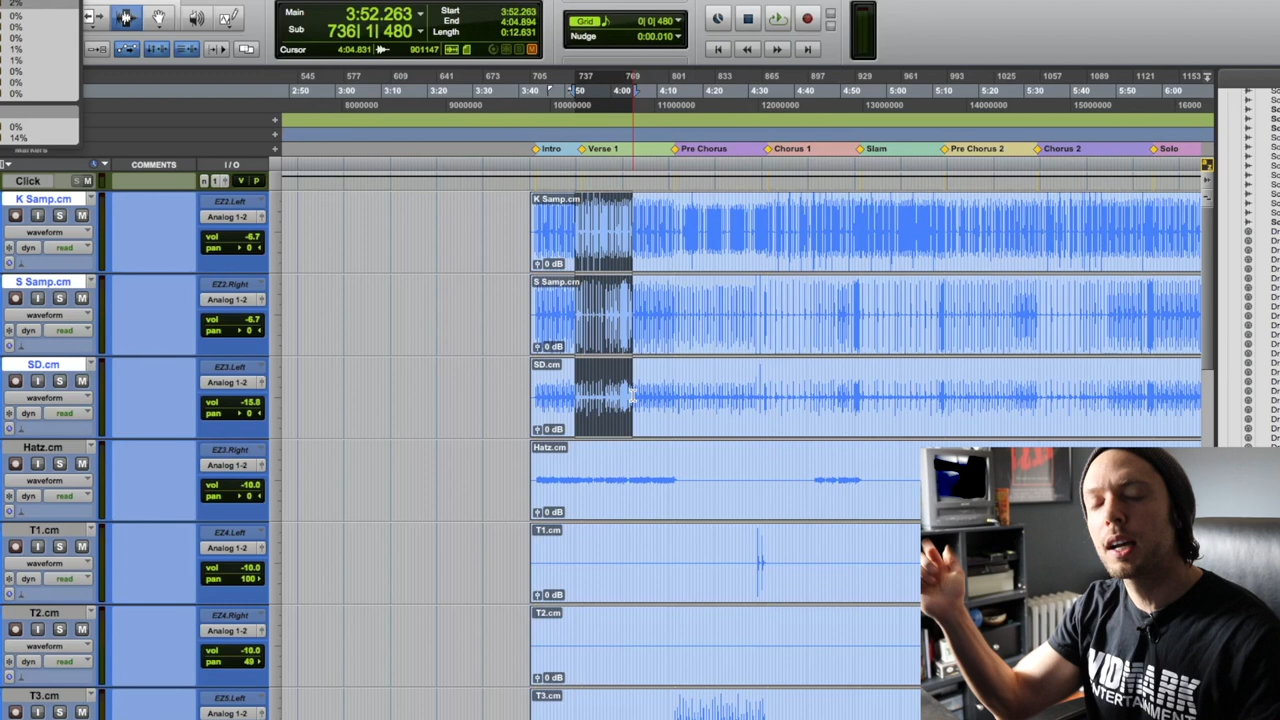 2%
0%
0%
0%
1%
1%
0%
0%
0%
0%
14%
Main 3:52.263
Sub 736| 1| 480
Start 3:52.263
End 4:04.894
Length 0:12.631
Cursor 4:04.831 901147
Grid 0| 0| 480
Nudge 0:00.010
545 577 609 641 673 705 737 769 801 833 865 897 929 961 993 1025 1057 1089 1121 1153
2:50 3:00 3:10 3:20 3:30 3:40 :50 4:00 4:10 4:20 4:30 4:40 4:50 5:00 5:10 5:20 5:30 5:40 5:50 6:00
8000000 9000000 10000000 11000000 12000000 13000000 14000000 15000000 16000
Intro Verse 1 Pre Chorus Chorus 1 Slam Pre Chorus 2 Chorus 2 Solo
COMMENTS I / O
Click S M n 1 V P
K Samp.cm EZ2.Left K Samp.cm
I S M Analog 1-2
waveform vol -6.7
dyn read pan 0 0 dB
S Samp.cm EZ2.Right S Samp.cm
I S M Analog 1-2
waveform vol -6.7
dyn read pan 0 0 dB
SD.cm EZ3.Left SD.cm
I S M Analog 1-2
waveform vol -15.8
dyn read pan 0 0 dB
Hatz.cm EZ3.Right Hatz.cm
I S M Analog 1-2
waveform vol -10.0
dyn read pan 0 0 dB
T1.cm EZ4.Left T1.cm
I S M Analog 1-2
waveform vol -10.0
dyn read pan 100 0 dB
T2.cm EZ4.Right T2.cm
I S M Analog 1-2
waveform vol -10.0
dyn read pan 49 0 dB
T3.cm EZ5.Left T3.cm
I S M Analog 1-2